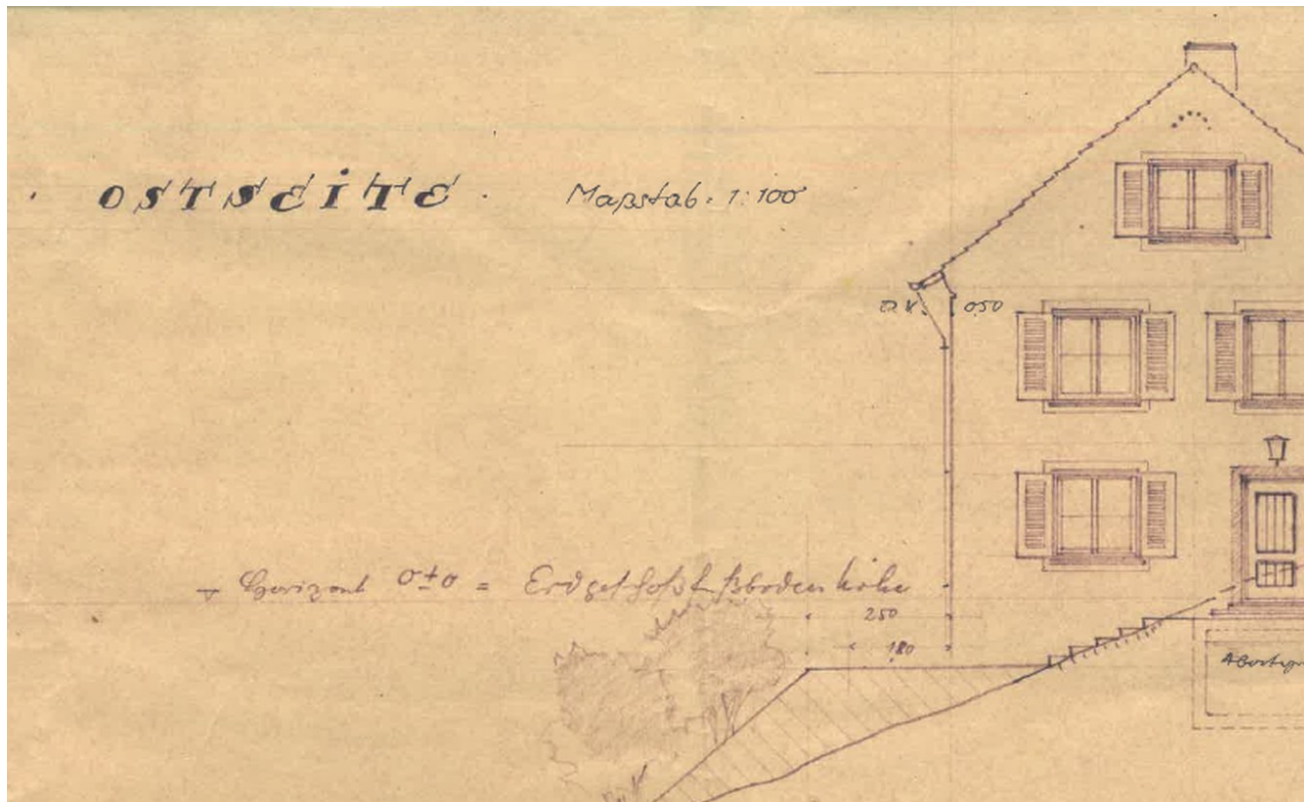 · OSTSEITE · Maßstab: 1:100
D.V. 0.50
Horizont 0±0 = Erdgeschoßfußbodenhöhe
250
180